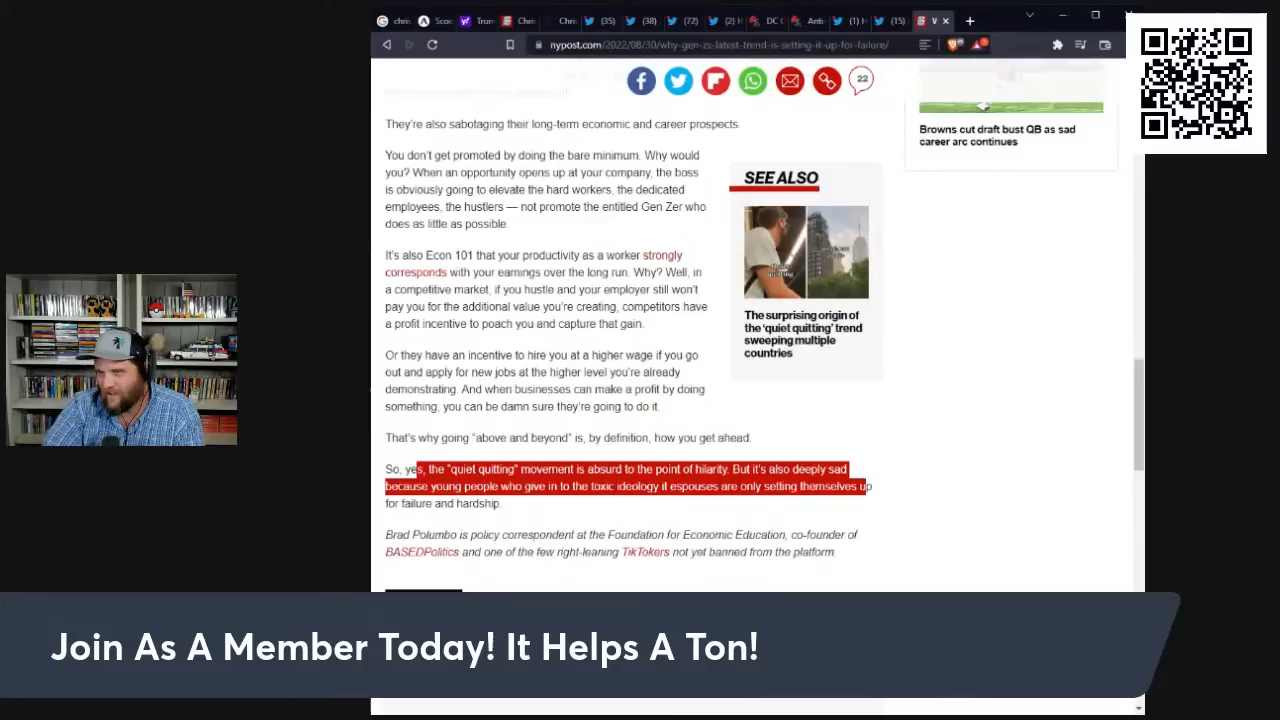 chris
Scoo
Trum
Chris
Chris
(35)
(38)
(72)
(2) H
DC C
Anti-
(1) H
(15)
W
nypost.com/2022/08/30/why-gen-zs-latest-trend-is-setting-it-up-for-failure/
22
They're also sabotaging their long-term economic and career prospects.
You don't get promoted by doing the bare minimum. Why would
you? When an opportunity opens up at your company, the boss
is obviously going to elevate the hard workers, the dedicated
employees, the hustlers — not promote the entitled Gen Zer who
does as little as possible.
It's also Econ 101 that your productivity as a worker strongly
corresponds with your earnings over the long run. Why? Well, in
a competitive market, if you hustle and your employer still won't
pay you for the additional value you're creating, competitors have
a profit incentive to poach you and capture that gain.
Or they have an incentive to hire you at a higher wage if you go
out and apply for new jobs at the higher level you're already
demonstrating. And when businesses can make a profit by doing
something, you can be damn sure they're going to do it.
That's why going "above and beyond" is, by definition, how you get ahead.
So, yes, the "quiet quitting" movement is absurd to the point of hilarity. But it's also deeply sad
because young people who give in to the toxic ideology it espouses are only setting themselves up
for failure and hardship.
Brad Polumbo is policy correspondent at the Foundation for Economic Education, co-founder of
BASEDPolitics and one of the few right-leaning TikTokers not yet banned from the platform.
SEE ALSO
quitting
The surprising origin of
the 'quiet quitting' trend
sweeping multiple
countries
Browns cut draft bust QB as sad
career arc continues
Join As A Member Today! It Helps A Ton!